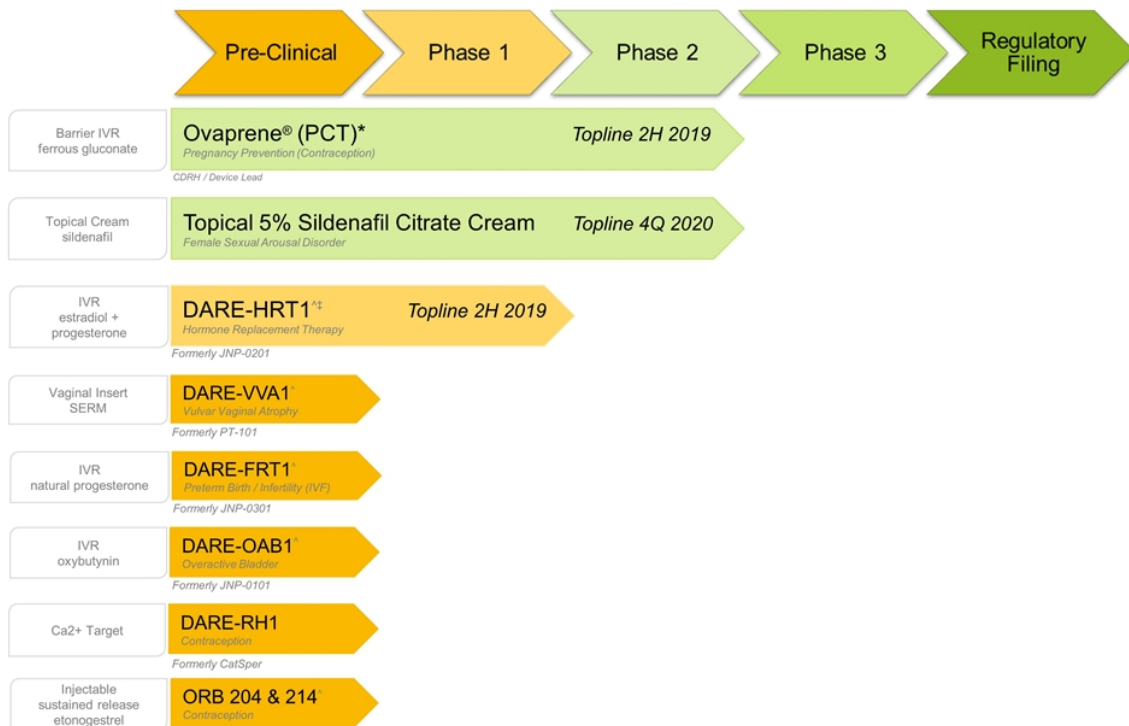 Pre-Clinical
Phase 1
Phase 2
Phase 3
Regulatory
Filing
Barrier IVR
ferrous gluconate
Ovaprene® (PCT)*
Topline 2H 2019
Pregnancy Prevention (Contraception)
CDRH / Device Lead
Topical Cream
sildenafil
Topical 5% Sildenafil Citrate Cream
Topline 4Q 2020
Female Sexual Arousal Disorder
IVR
estradiol +
progesterone
DARE-HRT1^‡
Topline 2H 2019
Hormone Replacement Therapy
Formerly JNP-0201
Vaginal Insert
SERM
DARE-VVA1^
Vulvar Vaginal Atrophy
Formerly PT-101
IVR
natural progesterone
DARE-FRT1^
Preterm Birth / Infertility (IVF)
Formerly JNP-0301
IVR
oxybutynin
DARE-OAB1^
Overactive Bladder
Formerly JNP-0101
Ca2+ Target
DARE-RH1
Contraception
Formerly CatSper
Injectable
sustained release
etonogestrel
ORB 204 & 214^
Contraception